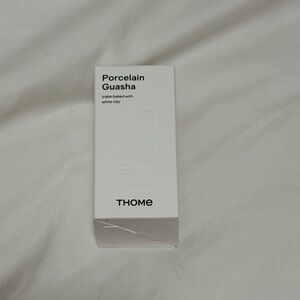 Porcelain
Guasha
triple baked with
white clay
THOME